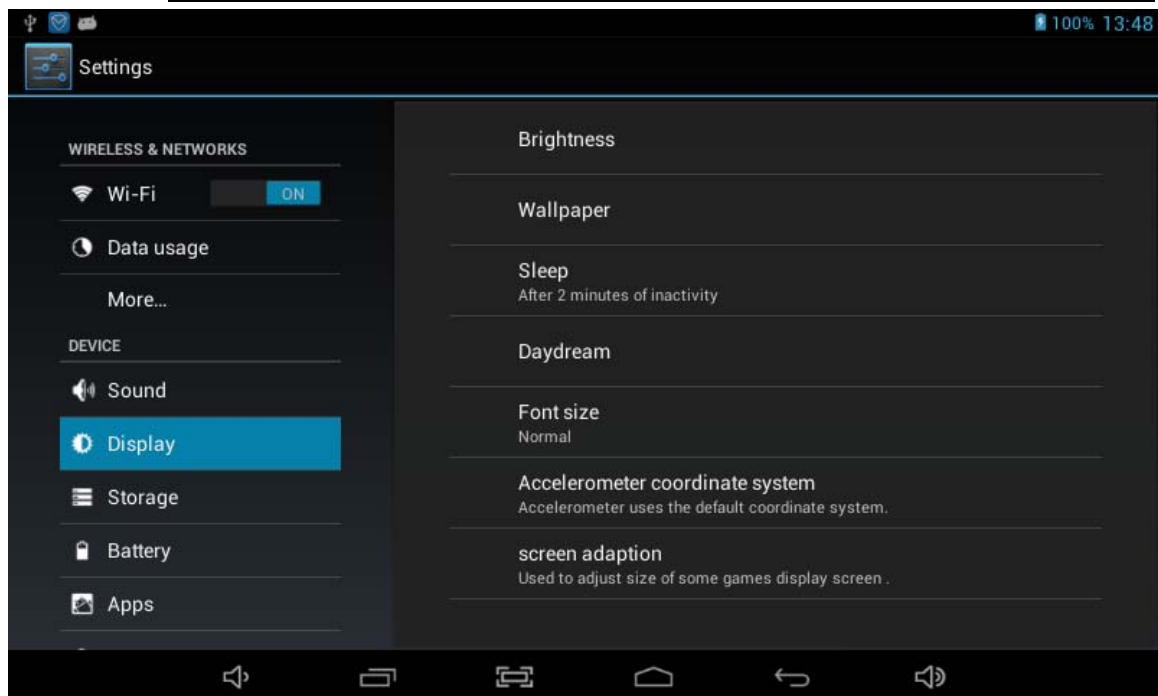 100% 13:48
Settings
WIRELESS & NETWORKS
Wi-Fi ON
Data usage
More...
DEVICE
Sound
Display
Storage
Battery
Apps
Brightness
Wallpaper
Sleep
After 2 minutes of inactivity
Daydream
Font size
Normal
Accelerometer coordinate system
Accelerometer uses the default coordinate system.
screen adaption
Used to adjust size of some games display screen .